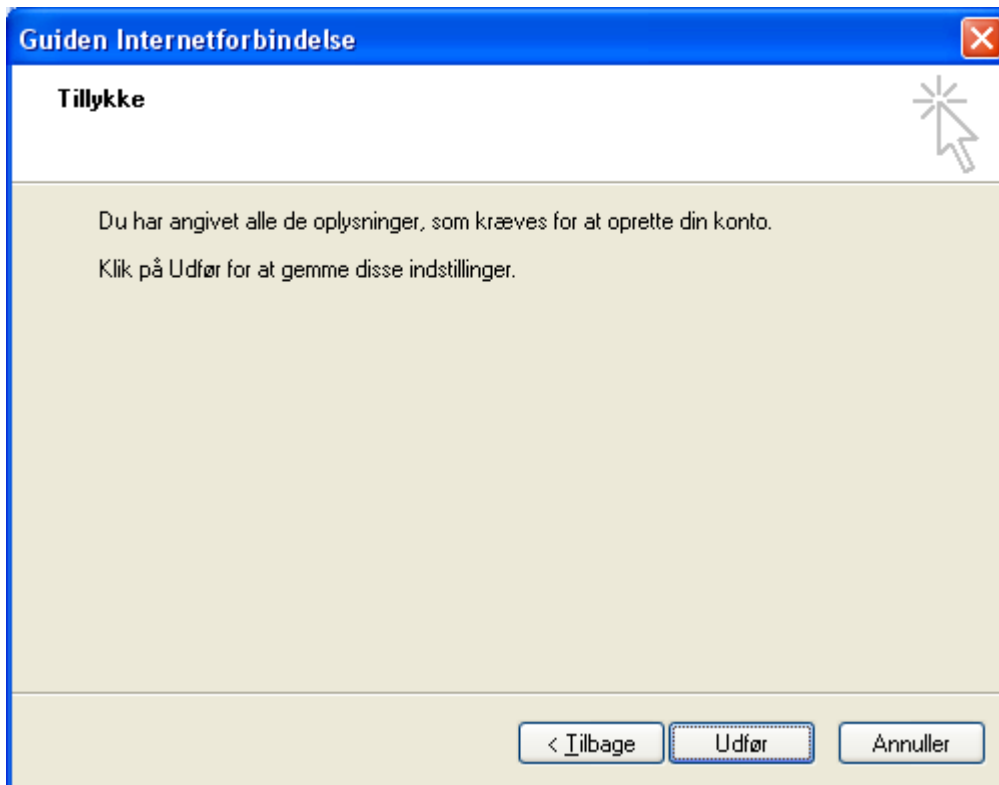 Guiden Internetforbindelse
Tillykke
Du har angivet alle de oplysninger, som kræves for at oprette din konto.
Klik på Udfør for at gemme disse indstillinger.
< Tilbage
Udfør
Annuller